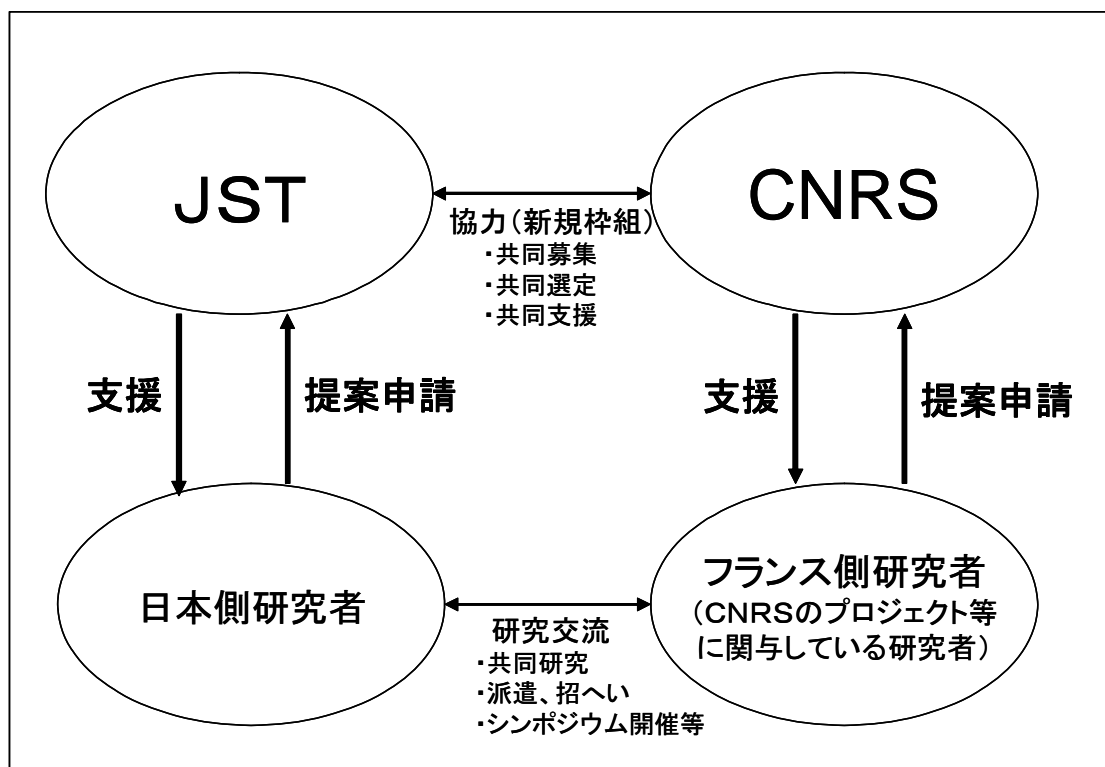 JST
CNRS
協力(新規枠組)
・共同募集
・共同選定
・共同支援
支援
提案申請
支援
提案申請
日本側研究者
フランス側研究者
(CNRSのプロジェクト等
に関与している研究者)
研究交流
・共同研究
・派遣、招へい
・シンポジウム開催等